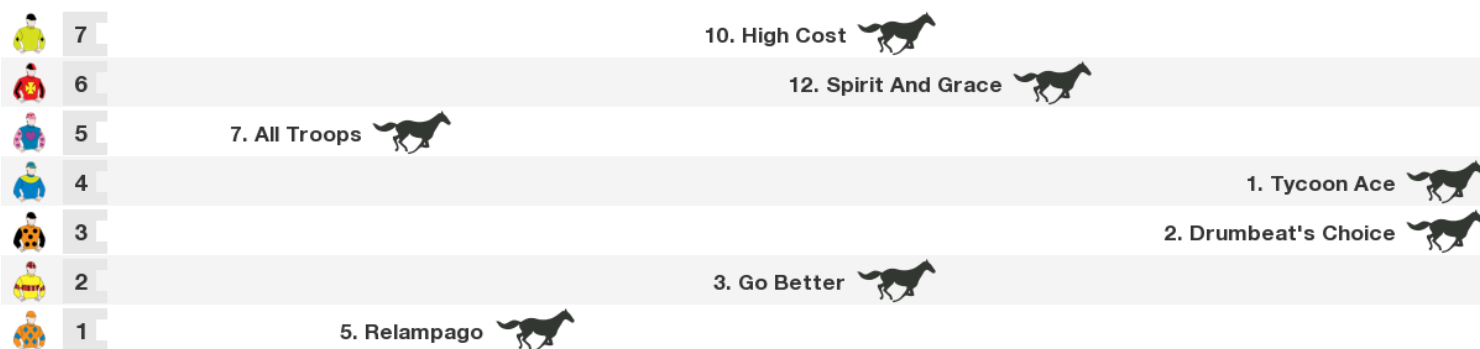 7 10. High Cost
6 12. Spirit And Grace
5 7. All Troops
4 1. Tycoon Ace
3 2. Drumbeat's Choice
2 3. Go Better
1 5. Relampago